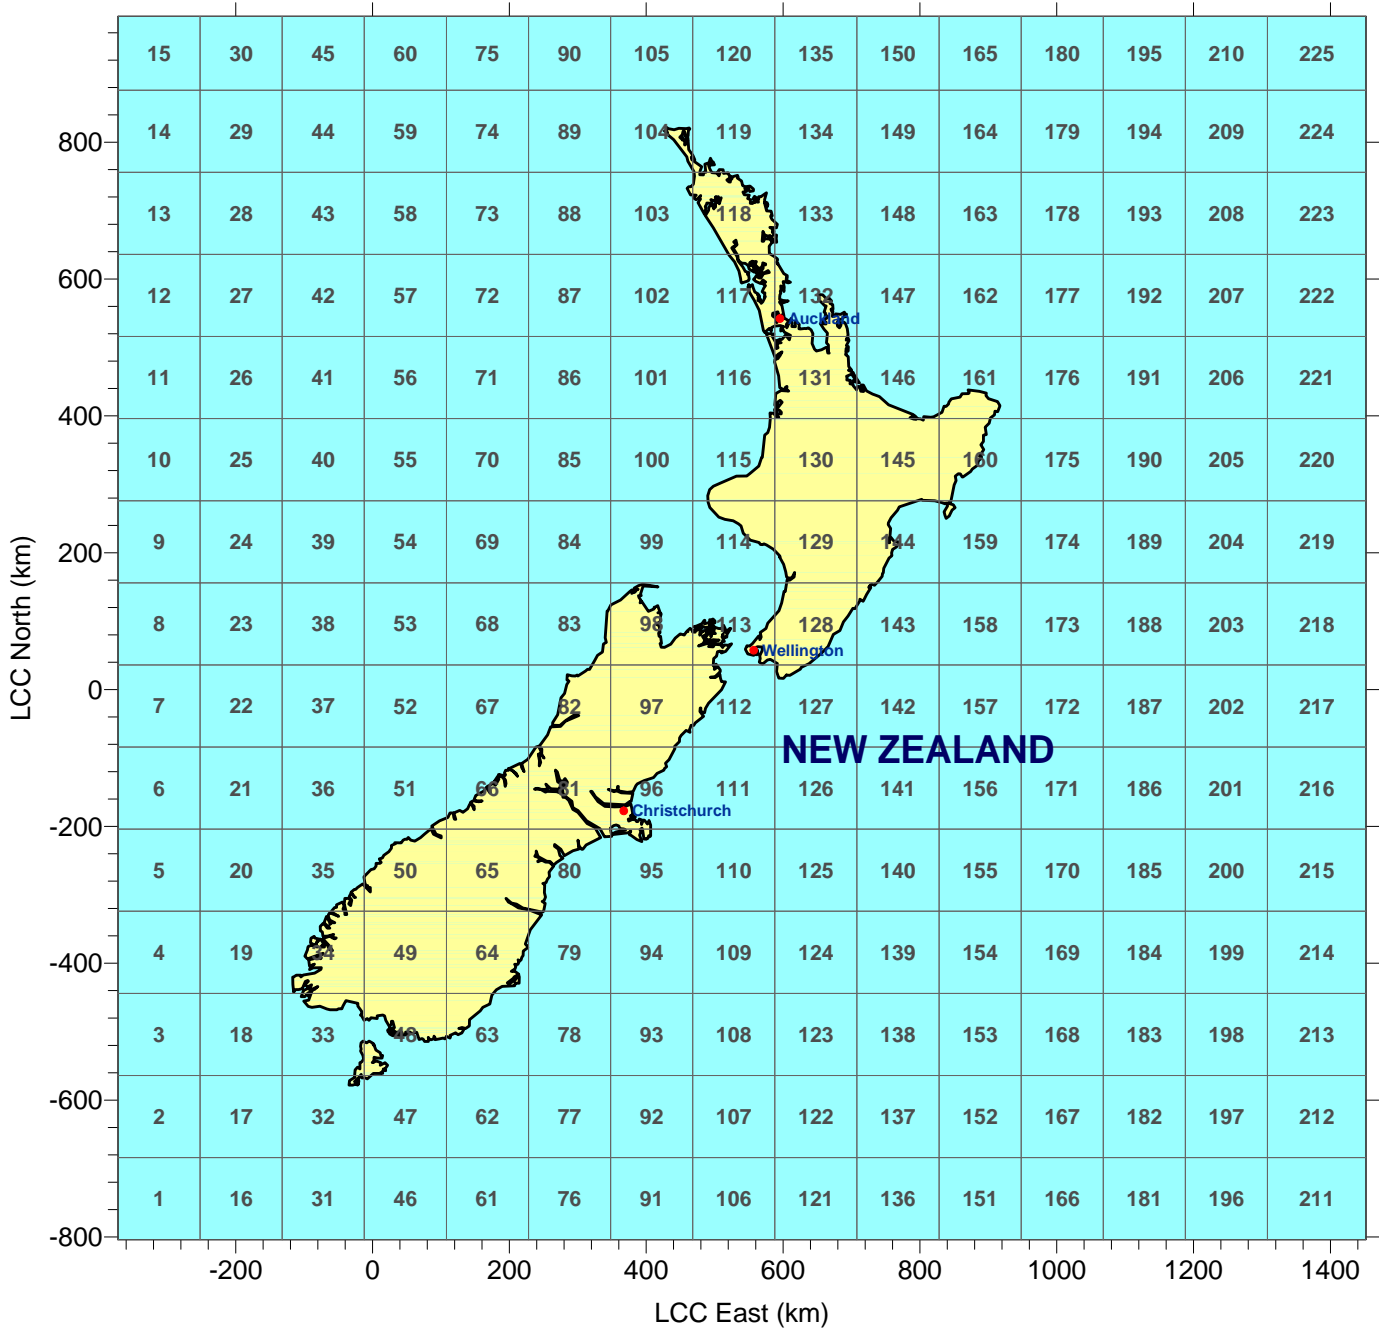 15 30 45 60 75 90 105 120 135 150 165 180 195 210 225
14 29 44 59 74 89 104 119 134 149 164 179 194 209 224
800
13 28 43 58 73 88 103 118 133 148 163 178 193 208 223
600
12 27 42 57 72 87 102 117 132 147 162 177 192 207 222
Auckland
11 26 41 56 71 86 101 116 131 146 161 176 191 206 221
400
10 25 40 55 70 85 100 115 130 145 160 175 190 205 220
9 24 39 54 69 84 99 114 129 144 159 174 189 204 219
200
8 23 38 53 68 83 98 113 128 143 158 173 188 203 218
Wellington
0
7 22 37 52 67 82 97 112 127 142 157 172 187 202 217
NEW ZEALAND
6 21 36 51 66 81 96 111 126 141 156 171 186 201 216
Christchurch
-200
5 20 35 50 65 80 95 110 125 140 155 170 185 200 215
4 19 34 49 64 79 94 109 124 139 154 169 184 199 214
-400
3 18 33 48 63 78 93 108 123 138 153 168 183 198 213
-600
2 17 32 47 62 77 92 107 122 137 152 167 182 197 212
1 16 31 46 61 76 91 106 121 136 151 166 181 196 211
-800
-200 0 200 400 600 800 1000 1200 1400
LCC East (km)
LCC North (km)